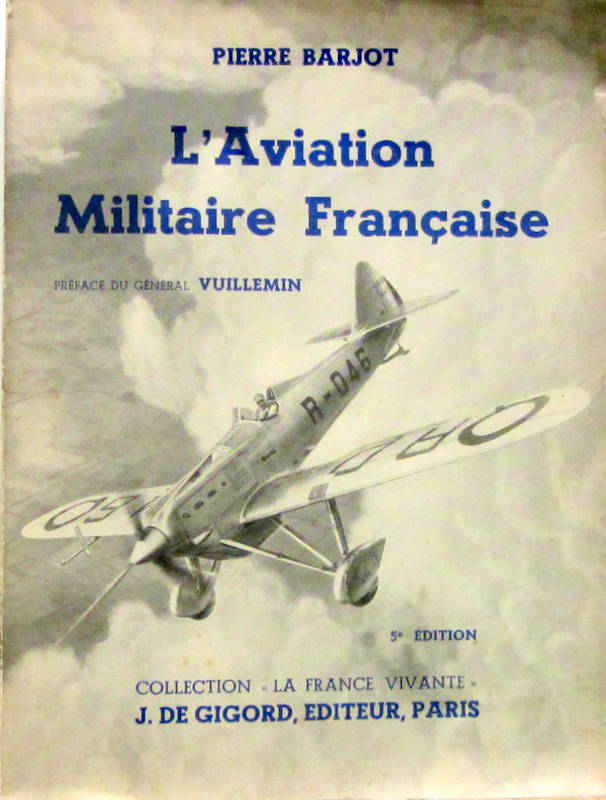 PIERRE BARJOT
L'Aviation
Militaire Française
PRÉFACE DU GÉNÉRAL VUILLEMIN
R-046
5e ÉDITION
COLLECTION « LA FRANCE VIVANTE »
J. DE GIGORD, EDITEUR, PARIS